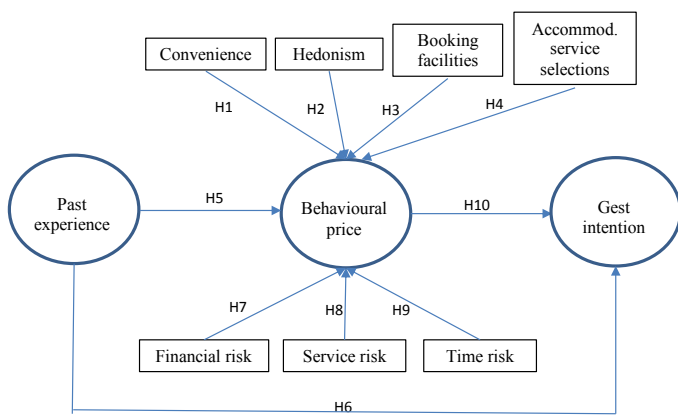 Convenience
Hedonism
Booking
facilities
Accommod.
service
selections
H1
H2
H3
H4
Past
experience
H5
Behavioural
price
H10
Gest
intention
H7
H8
H9
Financial risk
Service risk
Time risk
H6